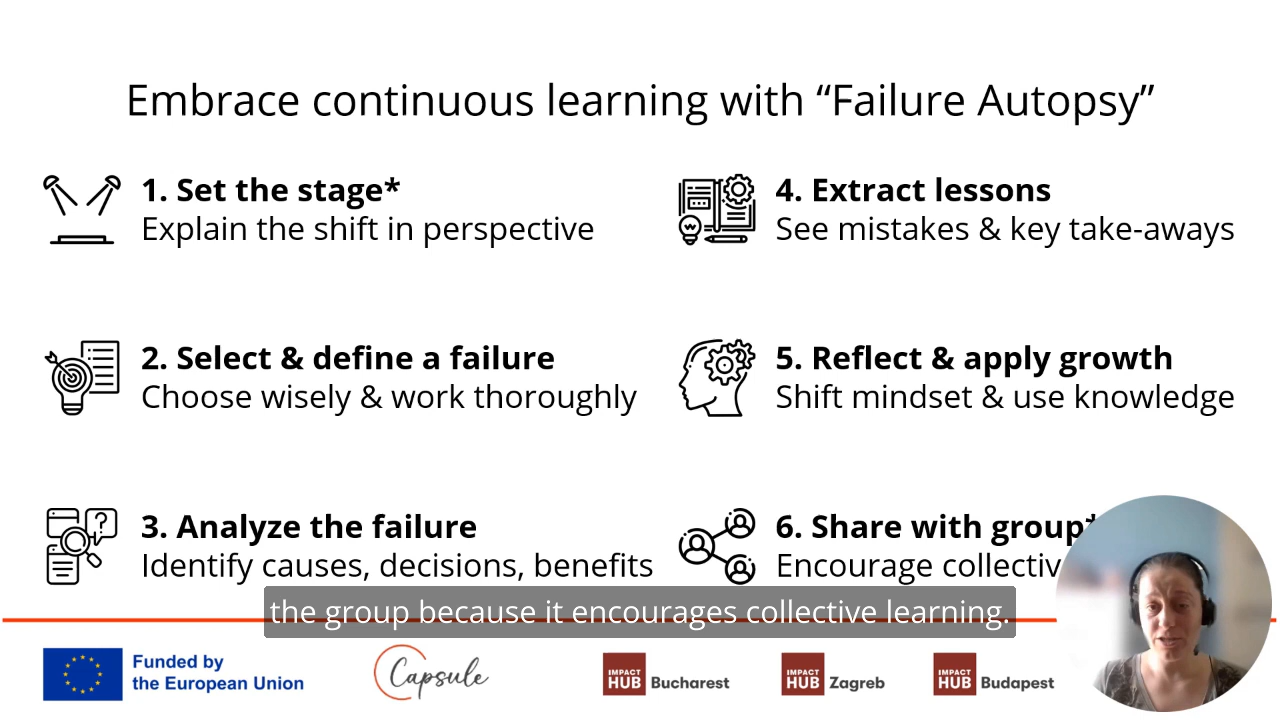 Embrace continuous learning with “Failure Autopsy”
1. Set the stage*
Explain the shift in perspective
2. Select & define a failure
Choose wisely & work thoroughly
3. Analyze the failure
Identify causes, decisions, benefits
4. Extract lessons
See mistakes & key take-aways
5. Reflect & apply growth
Shift mindset & use knowledge
6. Share with group*
Encourage
the group because it encourages collective learning.
Funded by
the European Union
Capsule
IMPACT
HUB Bucharest
IMPACT
HUB Zagreb
IMPACT
HUB Budapest